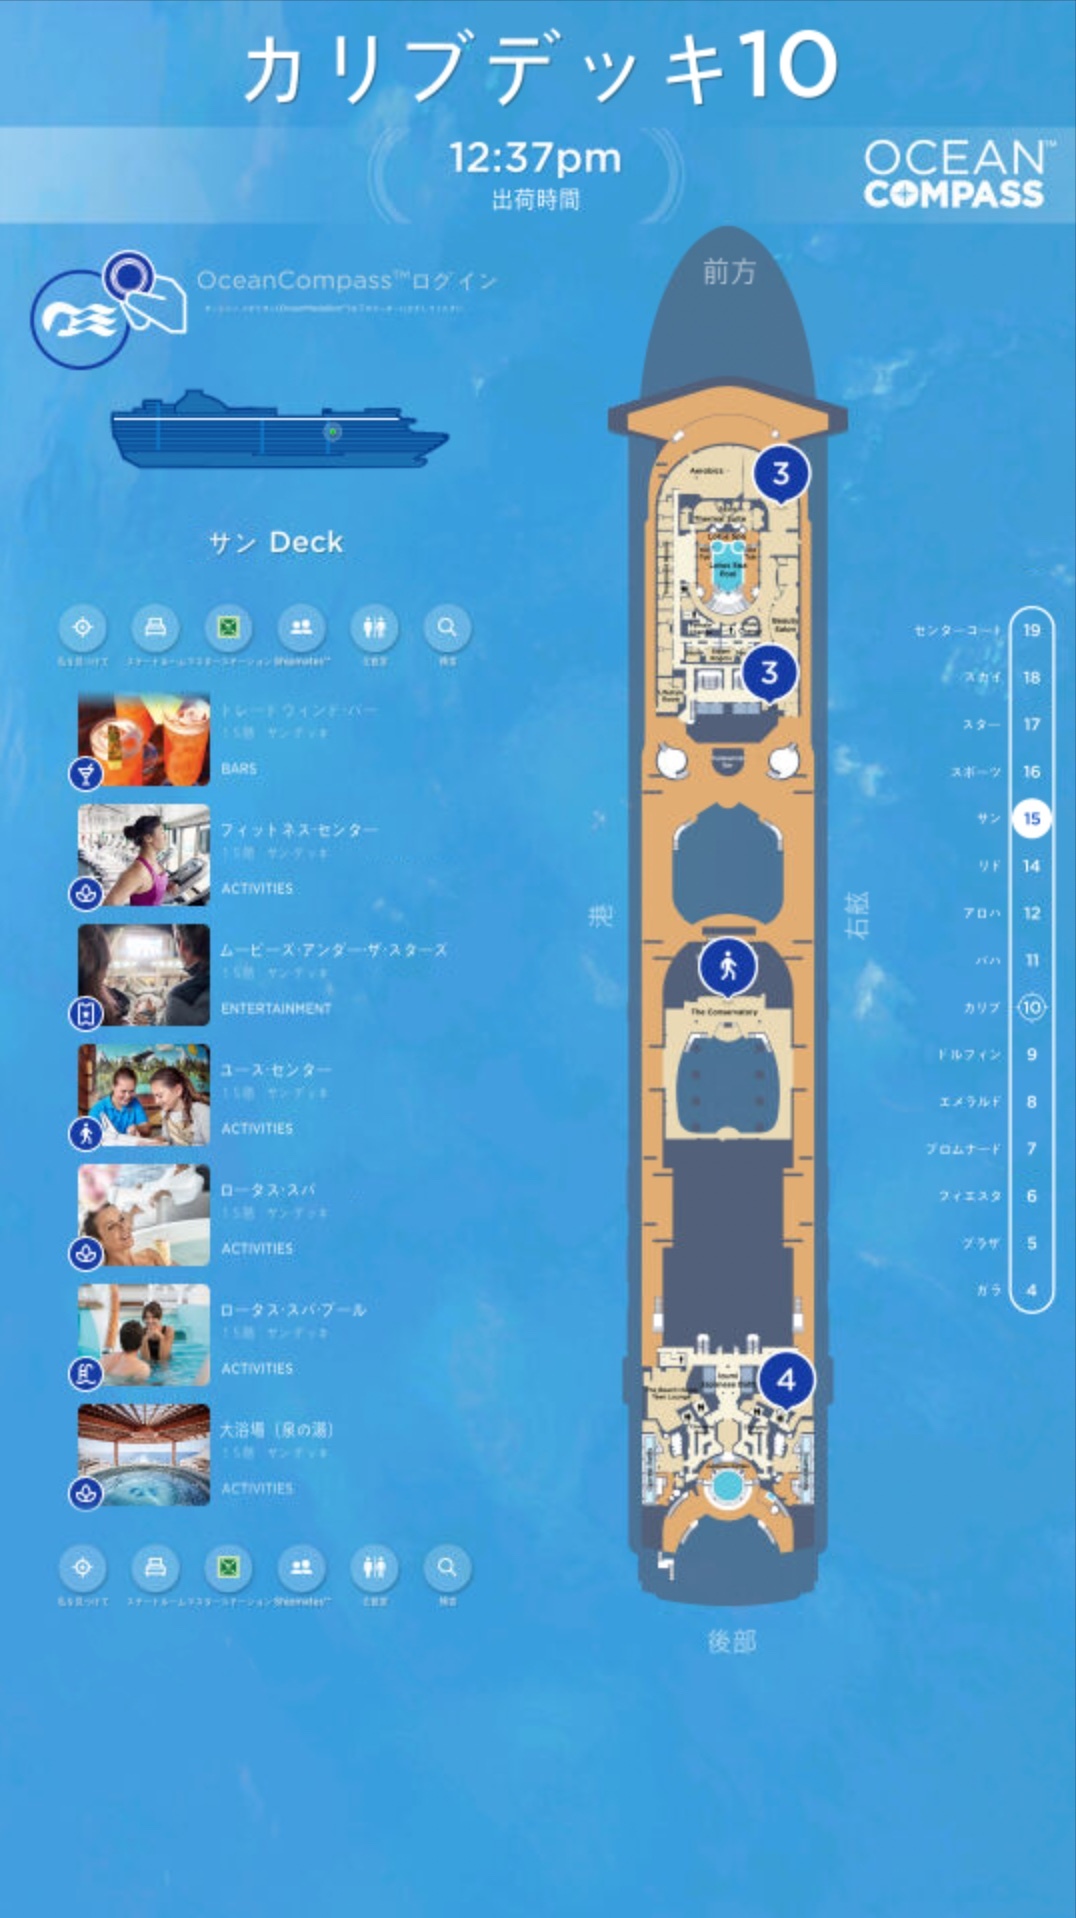 カリブデッキ10
12:37pm
出荷時間
OCEAN™
COMPASS
OceanCompass™ログイン
サン Deck
Shipmates™
検索
トレードウィンド・バー
15階 サンデッキ
BARS
フィットネス・センター
15階 サンデッキ
ACTIVITIES
ムービーズ・アンダー・ザ・スターズ
15階 サンデッキ
ENTERTAINMENT
ユース・センター
15階 サンデッキ
ACTIVITIES
ロータス・スパ
15階 サンデッキ
ACTIVITIES
ロータス・スパ・プール
15階 サンデッキ
ACTIVITIES
大浴場（泉の湯）
15階 サンデッキ
ACTIVITIES
Shipmates™
検索
前方
Aerobics
3
Thermal Suite
Lotus Spa
Lotus Spa
Pool
Beauty
Salon
3
港
右舷
The Conservatory
4
Izumi
Japanese Bath
後部
センターコート 19
スカイ 18
スター 17
スポーツ 16
サン 15
リド 14
アロハ 12
バハ 11
カリブ 10
ドルフィン 9
エメラルド 8
プロムナード 7
フィエスタ 6
プラザ 5
ガラ 4